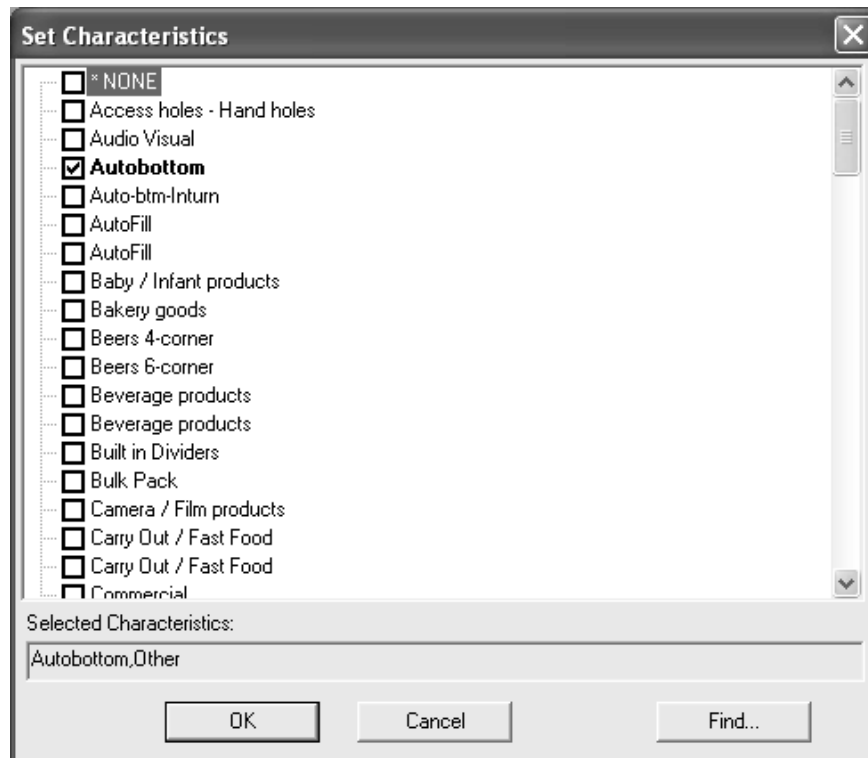 Set Characteristics
* NONE
Access holes - Hand holes
Audio Visual
Autobottom
Auto-btm-Inturn
AutoFill
AutoFill
Baby / Infant products
Bakery goods
Beers 4-corner
Beers 6-corner
Beverage products
Beverage products
Built in Dividers
Bulk Pack
Camera / Film products
Carry Out / Fast Food
Carry Out / Fast Food
Commercial
Selected Characteristics:
Autobottom,Other
OK Cancel Find...